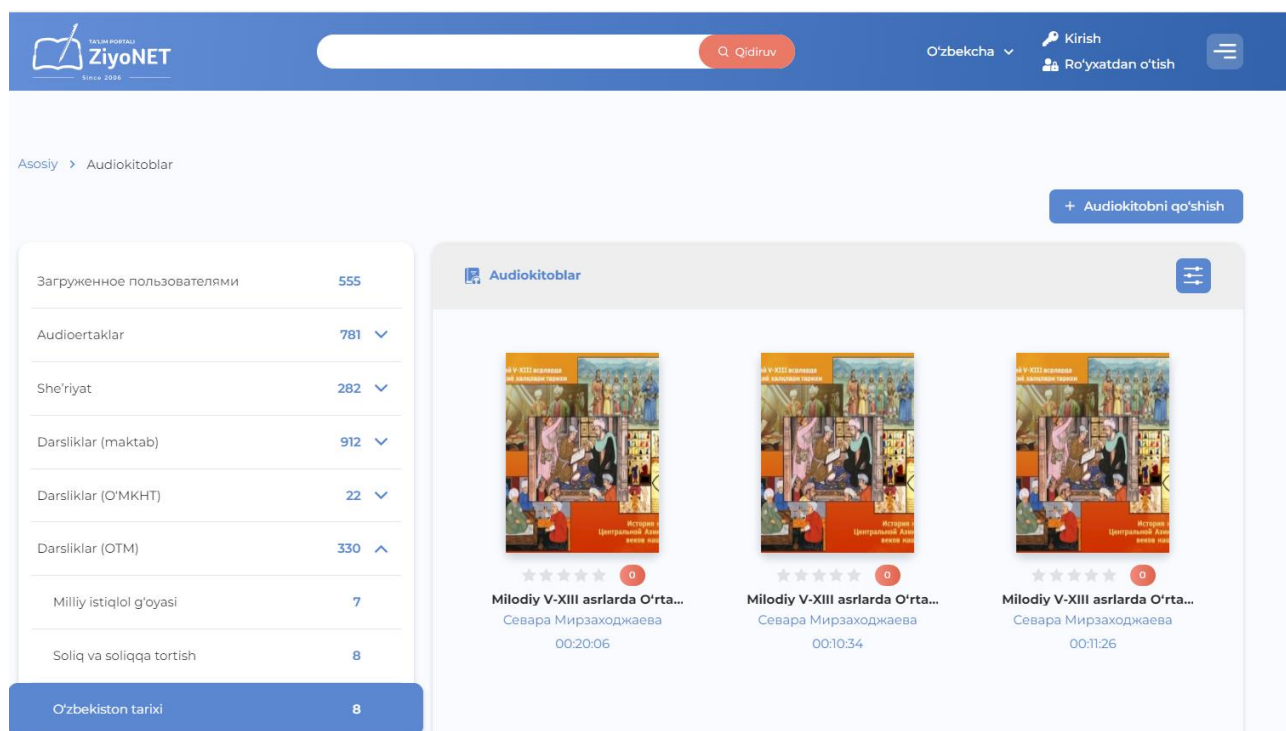 TA'LIM PORTALI
ZiyoNET
Since 2006
Qidiruv
O'zbekcha
Kirish
Ro'yxatdan o'tish
Asosiy > Audiokitoblar
+ Audiokitobni qo'shish
Загруженное пользователями 555
Audioertaklar 781
She'riyat 282
Darsliklar (maktab) 912
Darsliklar (O'MKHT) 22
Darsliklar (OTM) 330
Milliy istiqlol g'oyasi 7
Soliq va soliqqa tortish 8
O'zbekiston tarixi 8
Audiokitoblar
0
Milodiy V-XIII asrlarda O'rta...
Севара Мирзаходжаева
00:20:06
0
Milodiy V-XIII asrlarda O'rta...
Севара Мирзаходжаева
00:10:34
0
Milodiy V-XIII asrlarda O'rta...
Севара Мирзаходжаева
00:11:26